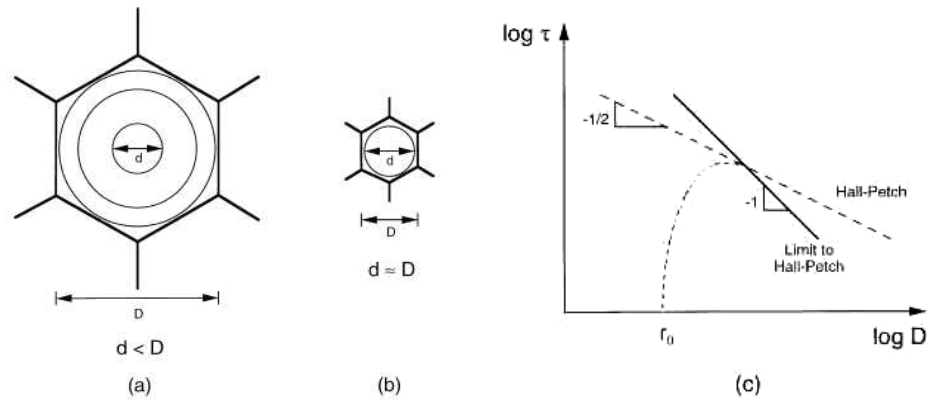 d
D
d < D
(a)
d
D
d ≈ D
(b)
log τ
-1/2
-1
Hall-Petch
Limit to
Hall-Petch
r₀
log D
(c)